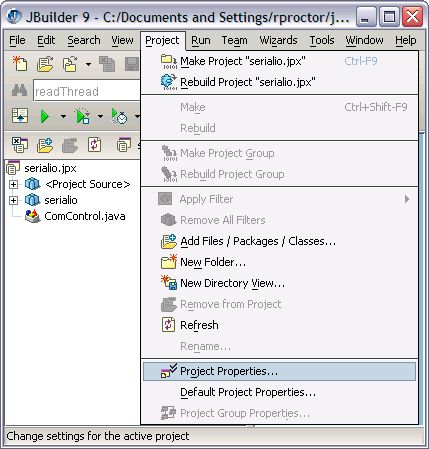 JBuilder 9 - C:/Documents and Settings/rproctor/j...
File Edit Search View Project Run Team Wizards Tools Window Help
Make Project "serialio.jpx" Ctrl-F9
Rebuild Project "serialio.jpx"
readThread
Make Ctrl+Shift-F9
Rebuild
Make Project Group
Rebuild Project Group
serialio.jpx
<Project Source>
serialio
ComControl.java
Apply Filter
Remove All Filters
Add Files / Packages / Classes...
New Folder...
New Directory View...
Remove from Project
Refresh
Rename...
Project Properties...
Default Project Properties...
Project Group Properties...
Change settings for the active project